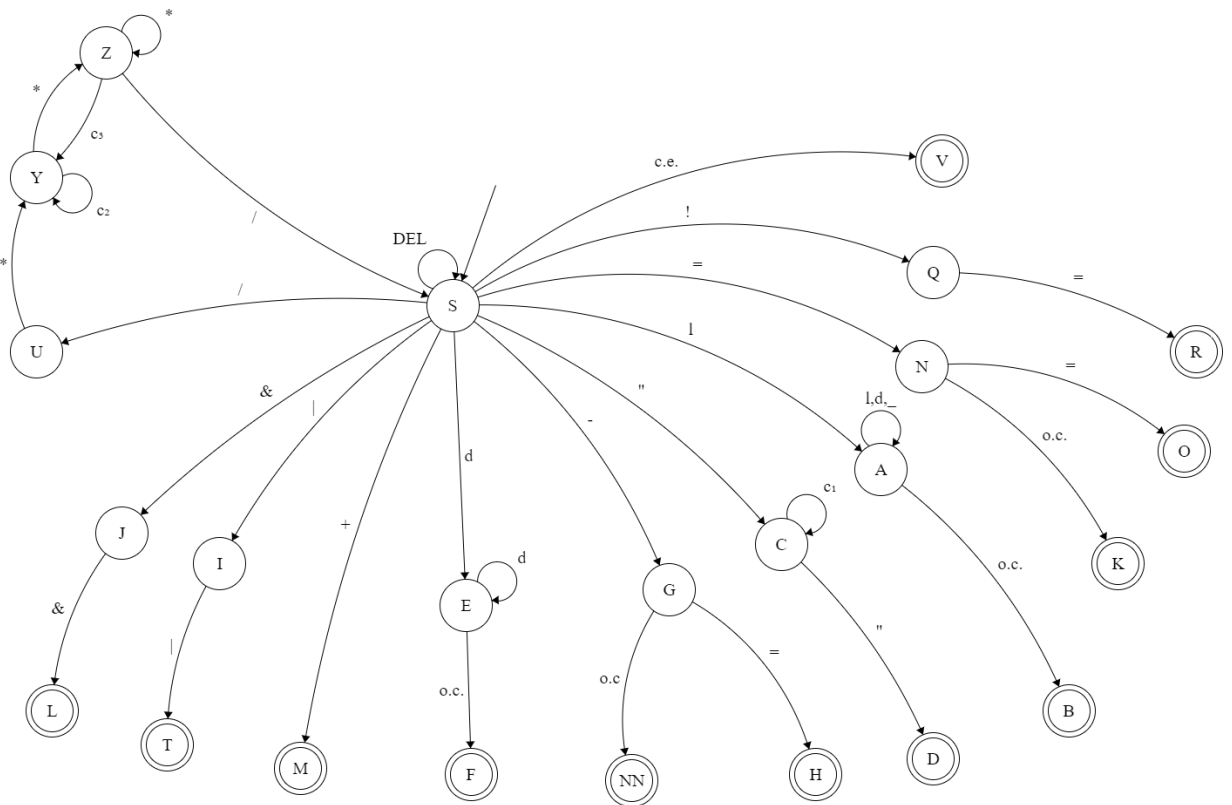 *
Z
*
c₃
Y
c₂
*
U
/
/
DEL
S
c.e.
V
!
Q
=
R
=
N
=
O
o.c.
K
l
l,d,_
A
o.c.
B
"
c₁
C
"
D
-
G
o.c
NN
=
H
d
E
d
o.c.
F
+
M
|
I
|
T
&
J
&
L